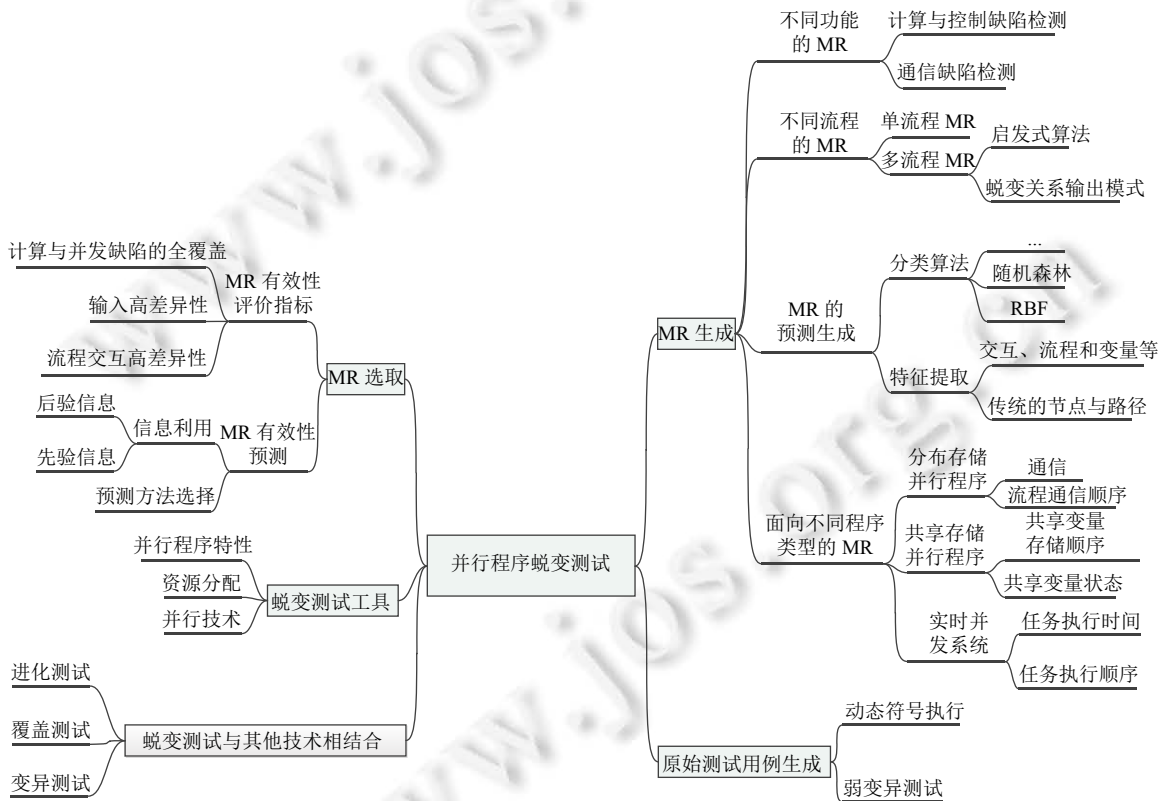 并行程序蜕变测试
MR 生成
不同功能
的 MR
计算与控制缺陷检测
通信缺陷检测
不同流程
的 MR
单流程 MR
多流程 MR
启发式算法
蜕变关系输出模式
MR 的
预测生成
分类算法
...
随机森林
RBF
特征提取
交互、流程和变量等
传统的节点与路径
面向不同程序
类型的 MR
分布存储
并行程序
通信
流程通信顺序
共享存储
并行程序
共享变量
存储顺序
共享变量状态
实时并
发系统
任务执行时间
任务执行顺序
原始测试用例生成
动态符号执行
弱变异测试
MR 选取
MR 有效性
评价指标
计算与并发缺陷的全覆盖
输入高差异性
流程交互高差异性
MR 有效性
预测
信息利用
后验信息
先验信息
预测方法选择
蜕变测试工具
并行程序特性
资源分配
并行技术
蜕变测试与其他技术相结合
进化测试
覆盖测试
变异测试
www.jos.org.cn
www.jos.